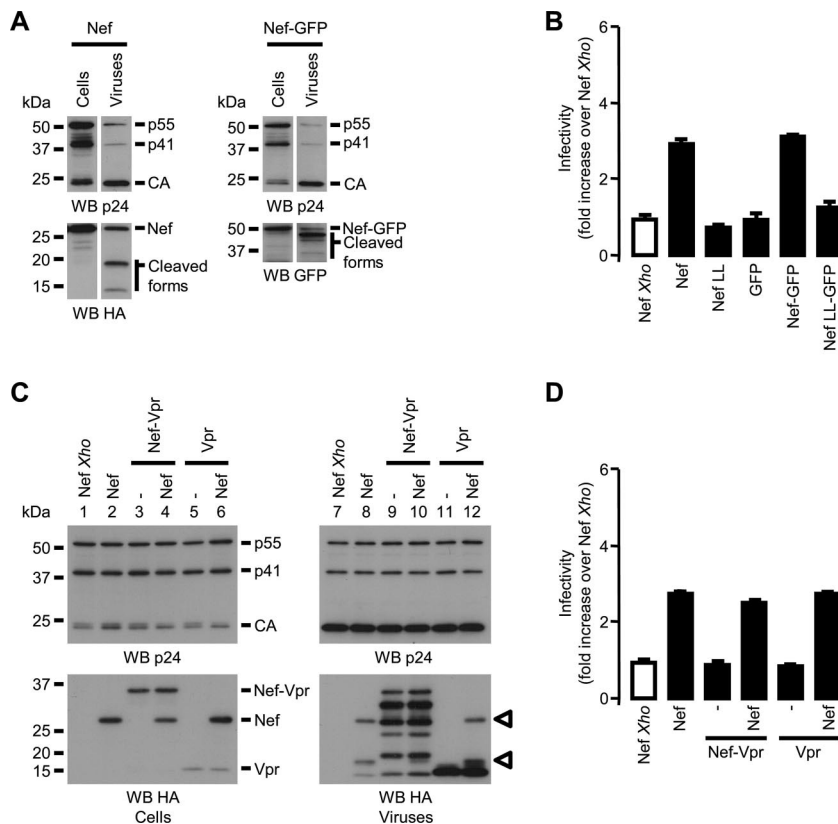 A
Nef
Nef-GFP
Cells
Viruses
Cells
Viruses
kDa
kDa
50
37
25
p55
p41
CA
50
37
25
p55
p41
CA
WB p24
WB p24
25
20
15
Nef
Cleaved
forms
50
37
Nef-GFP
Cleaved
forms
WB HA
WB GFP
B
Infectivity
(fold increase over Nef Xho)
6
4
2
0
Nef Xho
Nef
Nef LL
GFP
Nef-GFP
Nef LL-GFP
C
Nef-Vpr
Vpr
Nef-Vpr
Vpr
Nef Xho
Nef
-
Nef
-
Nef
Nef Xho
Nef
-
Nef
-
Nef
kDa
1 2 3 4 5 6
7 8 9 10 11 12
50
37
25
p55
p41
CA
50
37
25
WB p24
WB p24
37
25
20
15
Nef-Vpr
Nef
Vpr
37
25
20
15
WB HA
Cells
WB HA
Viruses
D
Infectivity
(fold increase over Nef Xho)
6
4
2
0
Nef Xho
Nef
-
Nef
-
Nef
Nef-Vpr
Vpr